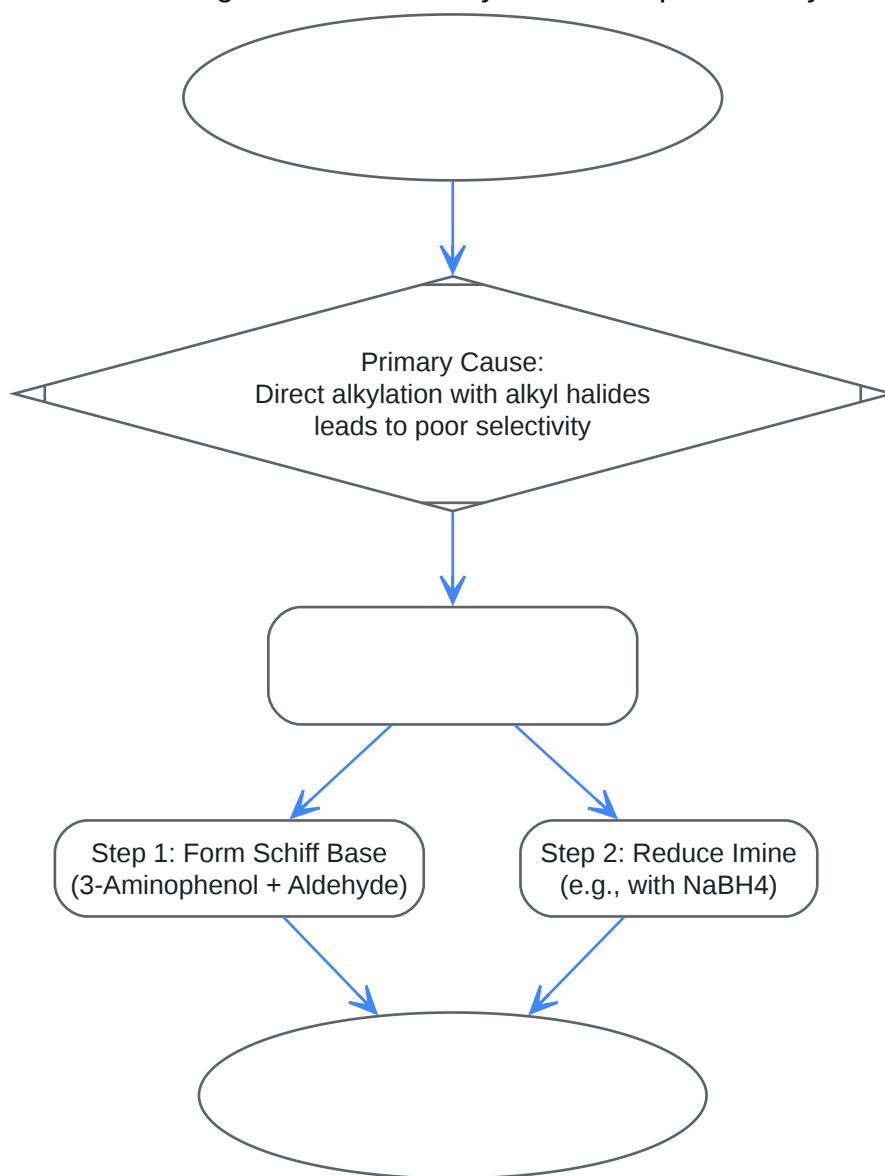 Primary Cause:
Direct alkylation with alkyl halides
leads to poor selectivity
Step 1: Form Schiff Base
(3-Aminophenol + Aldehyde)
Step 2: Reduce Imine
(e.g., with NaBH4)